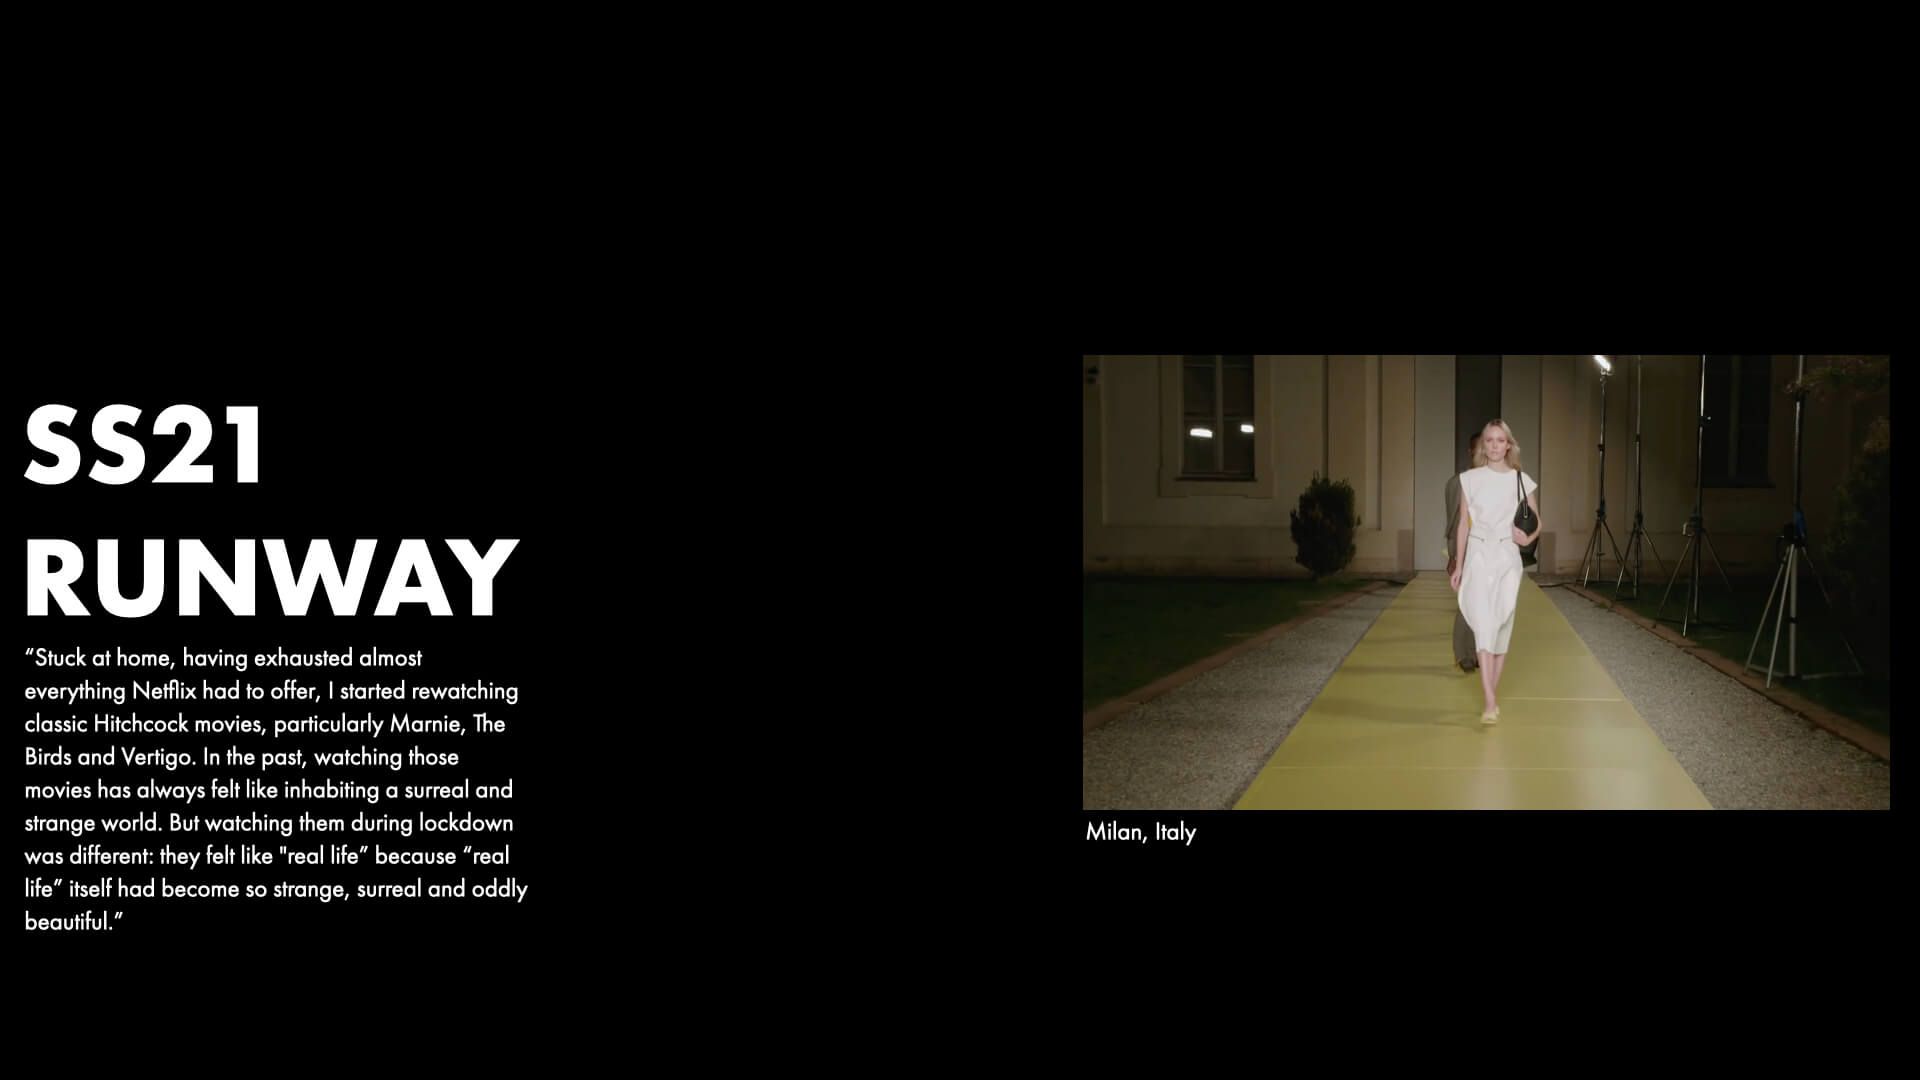 SS21
RUNWAY
“Stuck at home, having exhausted almost
everything Netflix had to offer, I started rewatching
classic Hitchcock movies, particularly Marnie, The
Birds and Vertigo. In the past, watching those
movies has always felt like inhabiting a surreal and
strange world. But watching them during lockdown
was different: they felt like "real life” because “real
life” itself had become so strange, surreal and oddly
beautiful.”
Milan, Italy